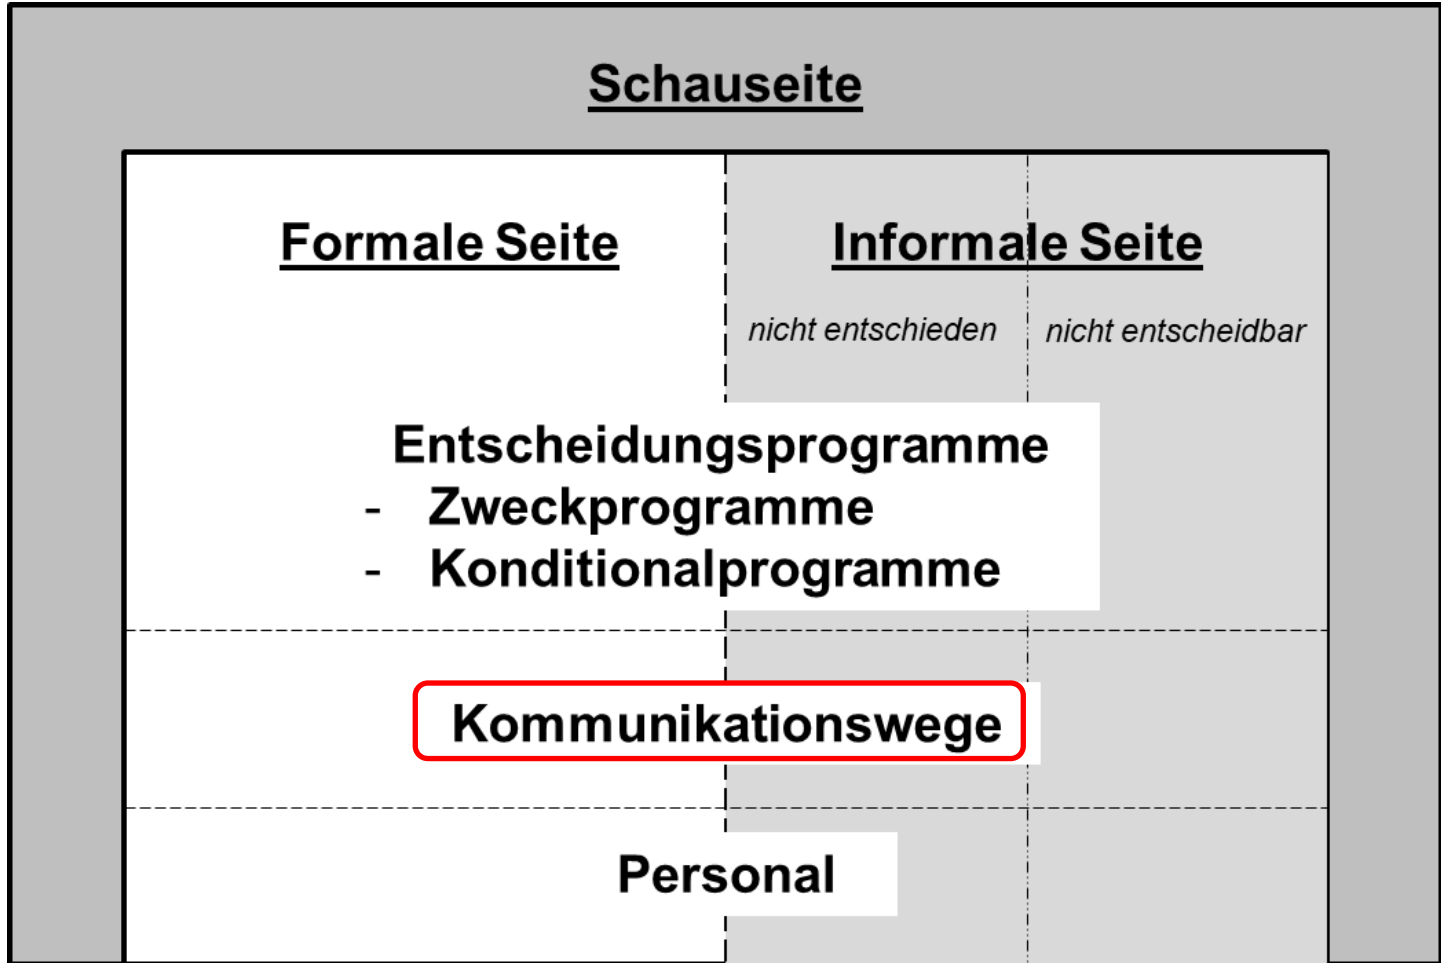 Schauseite
Formale Seite
Informale Seite
nicht entschieden
nicht entscheidbar
Entscheidungsprogramme
- Zweckprogramme
- Konditionalprogramme
Kommunikationswege
Personal